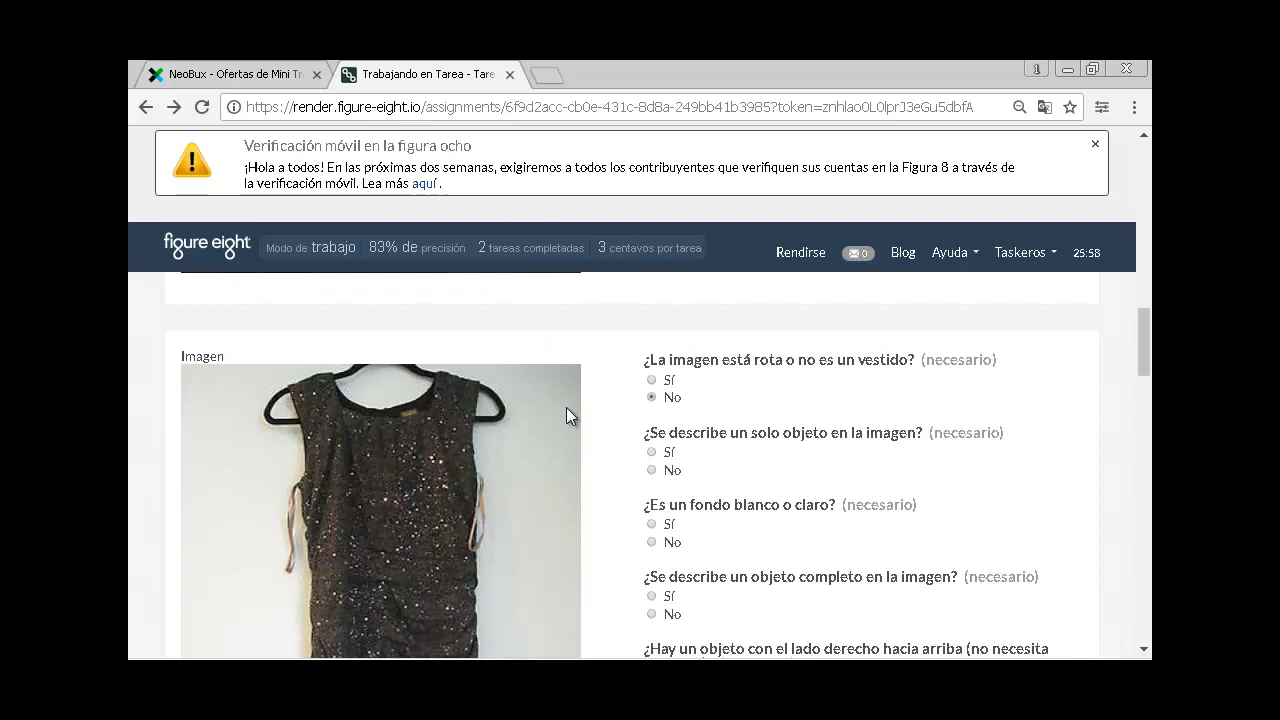 NeoBux - Ofertas de Mini Tr
Trabajando en Tarea - Tare
https://render.figure-eight.io/assignments/6f9d2acc-cb0e-431c-8d8a-249bb41b3985?token=znhlao0L0lprJ3eGu5dbfA
Verificación móvil en la figura ocho
¡Hola a todos! En las próximas dos semanas, exigiremos a todos los contribuyentes que verifiquen sus cuentas en la Figura 8 a través de
la verificación móvil. Lea más aquí .
figure eight
Modo de trabajo
83% de precisión
2 tareas completadas
3 centavos por tarea
Rendirse
0
Blog
Ayuda
Taskeros
25:58
Imagen
¿La imagen está rota o no es un vestido? (necesario)
Sí
No
¿Se describe un solo objeto en la imagen? (necesario)
Sí
No
¿Es un fondo blanco o claro? (necesario)
Sí
No
¿Se describe un objeto completo en la imagen? (necesario)
Sí
No
¿Hay un objeto con el lado derecho hacia arriba (no necesita